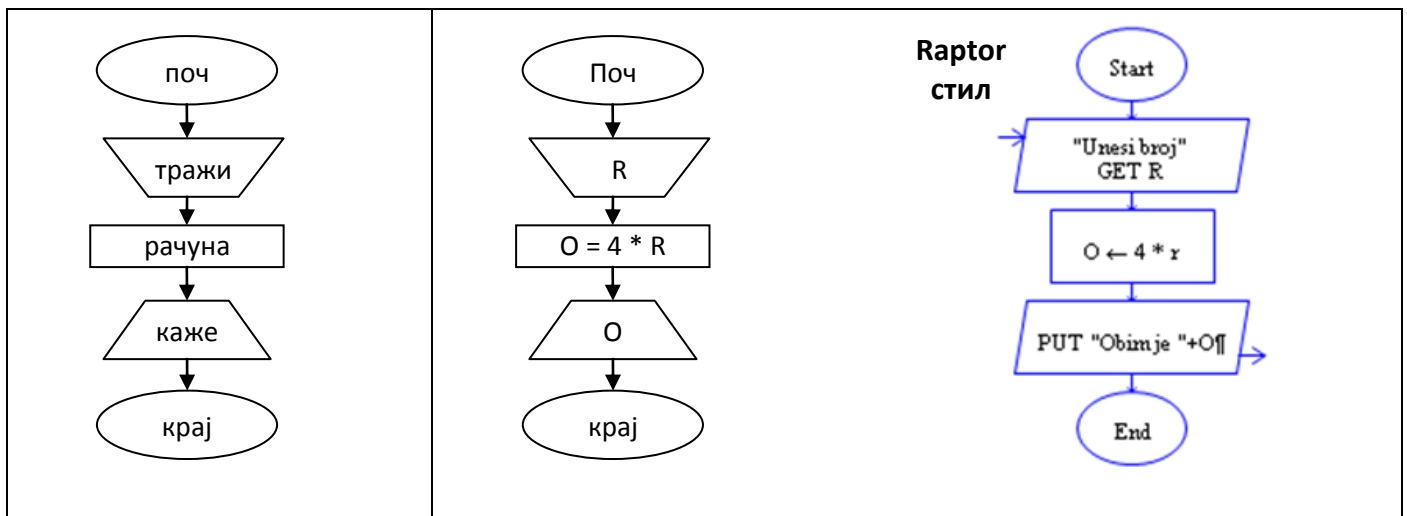 поч
тражи
рачуна
каже
крај
Поч
R
O = 4 * R
O
крај
Raptor
стил
Start
"Unesi broj"
GET R
O ← 4 * r
PUT "Obim je "+O¶
End